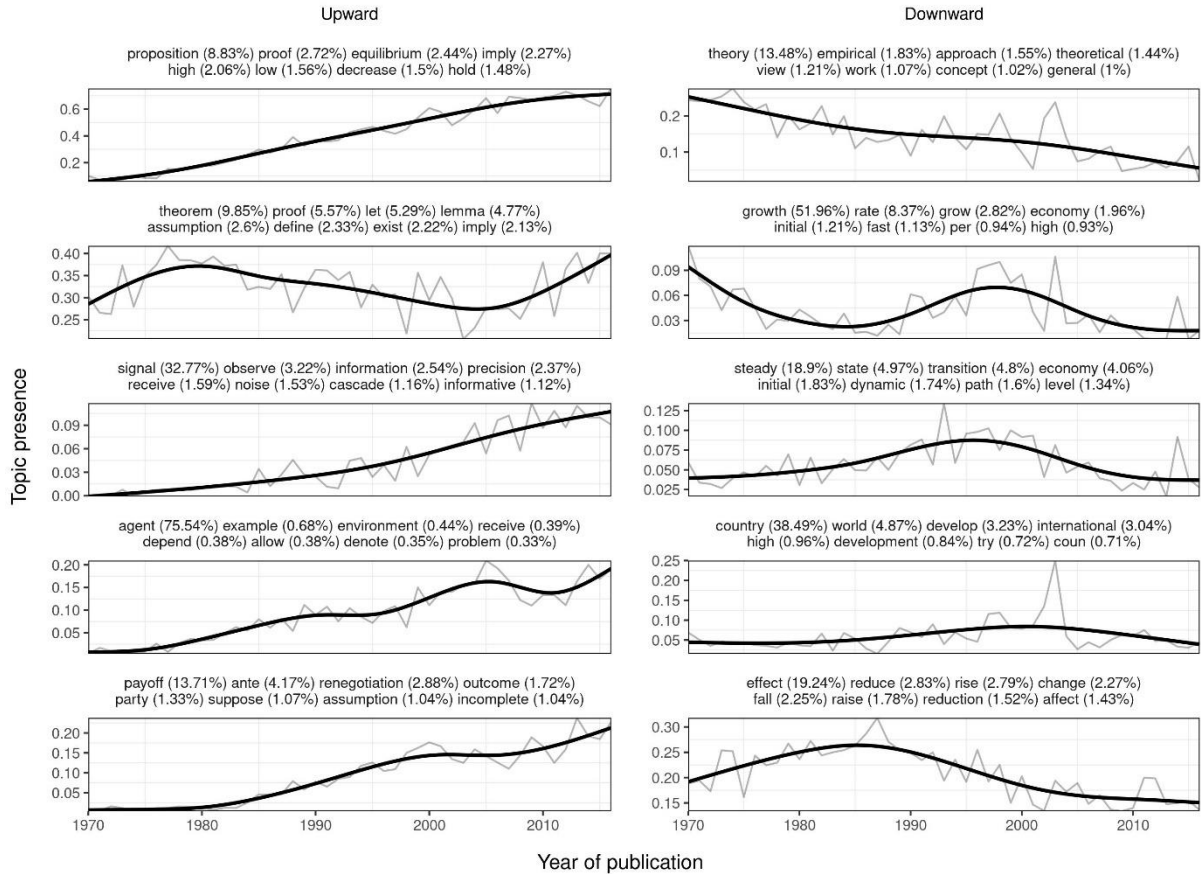 Upward
proposition (8.83%) proof (2.72%) equilibrium (2.44%) imply (2.27%)
high (2.06%) low (1.56%) decrease (1.5%) hold (1.48%)
0.6
0.4
0.2
theorem (9.85%) proof (5.57%) let (5.29%) lemma (4.77%)
assumption (2.6%) define (2.33%) exist (2.22%) imply (2.13%)
0.40
0.35
0.30
0.25
signal (32.77%) observe (3.22%) information (2.54%) precision (2.37%)
receive (1.59%) noise (1.53%) cascade (1.16%) informative (1.12%)
0.09
0.06
0.03
0.00
agent (75.54%) example (0.68%) environment (0.44%) receive (0.39%)
depend (0.38%) allow (0.38%) denote (0.35%) problem (0.33%)
0.20
0.15
0.10
0.05
payoff (13.71%) ante (4.17%) renegotiation (2.88%) outcome (1.72%)
party (1.33%) suppose (1.07%) assumption (1.04%) incomplete (1.04%)
0.20
0.15
0.10
0.05
1970 1980 1990 2000 2010
Downward
theory (13.48%) empirical (1.83%) approach (1.55%) theoretical (1.44%)
view (1.21%) work (1.07%) concept (1.02%) general (1%)
0.2
0.1
growth (51.96%) rate (8.37%) grow (2.82%) economy (1.96%)
initial (1.21%) fast (1.13%) per (0.94%) high (0.93%)
0.09
0.06
0.03
steady (18.9%) state (4.97%) transition (4.8%) economy (4.06%)
initial (1.83%) dynamic (1.74%) path (1.6%) level (1.34%)
0.125
0.100
0.075
0.050
0.025
country (38.49%) world (4.87%) develop (3.23%) international (3.04%)
high (0.96%) development (0.84%) try (0.72%) coun (0.71%)
0.25
0.20
0.15
0.10
0.05
effect (19.24%) reduce (2.83%) rise (2.79%) change (2.27%)
fall (2.25%) raise (1.78%) reduction (1.52%) affect (1.43%)
0.30
0.25
0.20
0.15
1970 1980 1990 2000 2010
Topic presence
Year of publication